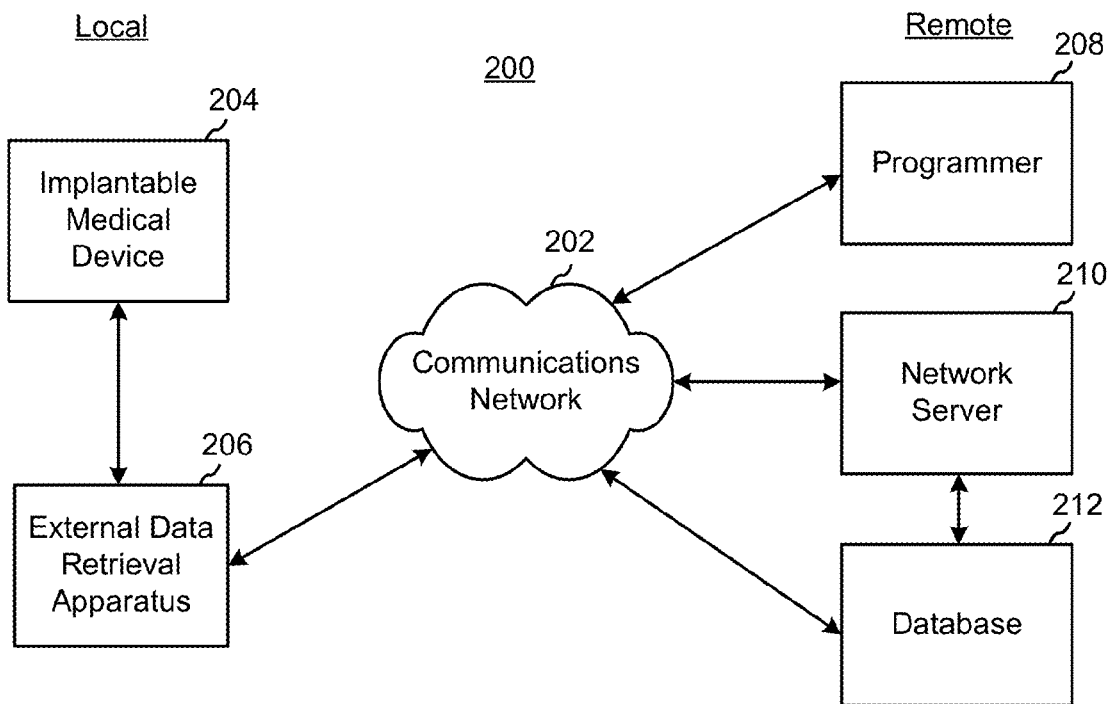 Local
Remote
200
204
Implantable
Medical
Device
206
External Data
Retrieval
Apparatus
202
Communications
Network
208
Programmer
210
Network
Server
212
Database